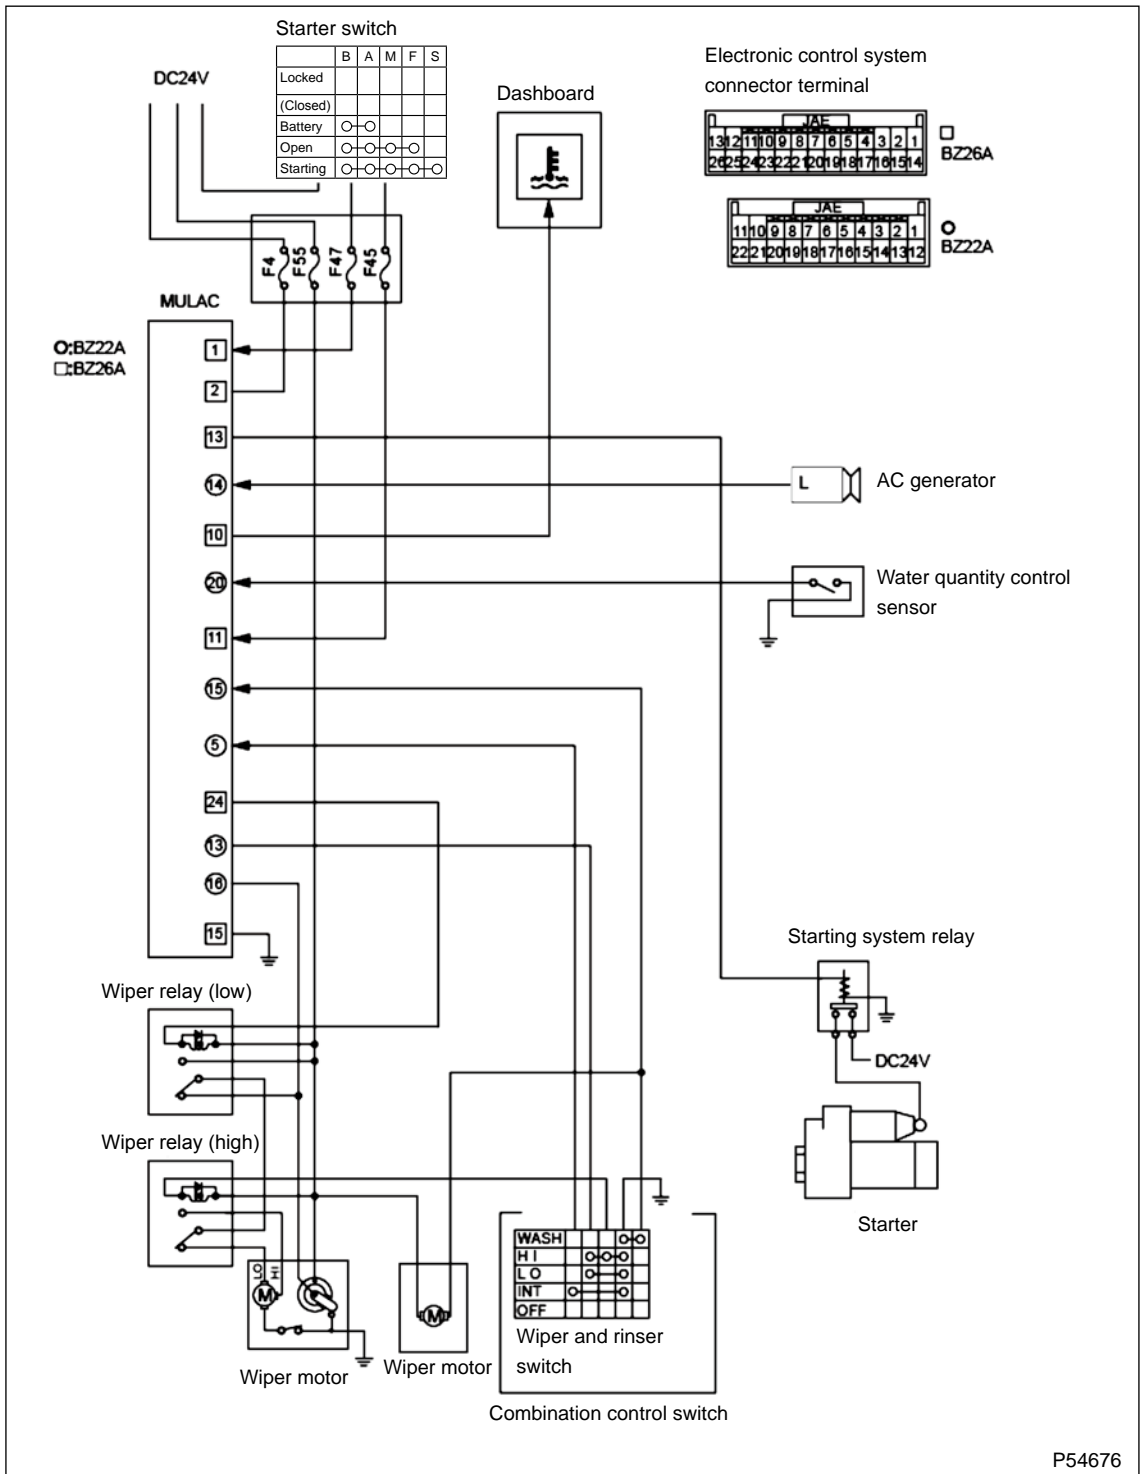 Starter switch
B A M F S
Locked
(Closed)
Battery
Open
Starting
DC24V
Dashboard
Electronic control system
connector terminal
JAE
13 12 11 10 9 8 7 6 5 4 3 2 1
26 25 24 23 22 21 20 19 18 17 16 15 14
BZ26A
JAE
11 10 9 8 7 6 5 4 3 2 1
22 21 20 19 18 17 16 15 14 13 12
BZ22A
F4 F55 F47 F45
MULAC
O:BZ22A
□:BZ26A
1
2
13
14
10
20
11
15
5
24
13
16
15
L
AC generator
Water quantity control
sensor
Starting system relay
DC24V
Starter
Wiper relay (low)
Wiper relay (high)
LO HI
M
Wiper motor
M
Wiper motor
WASH
HI
LO
INT
OFF
Wiper and rinser
switch
Combination control switch
P54676